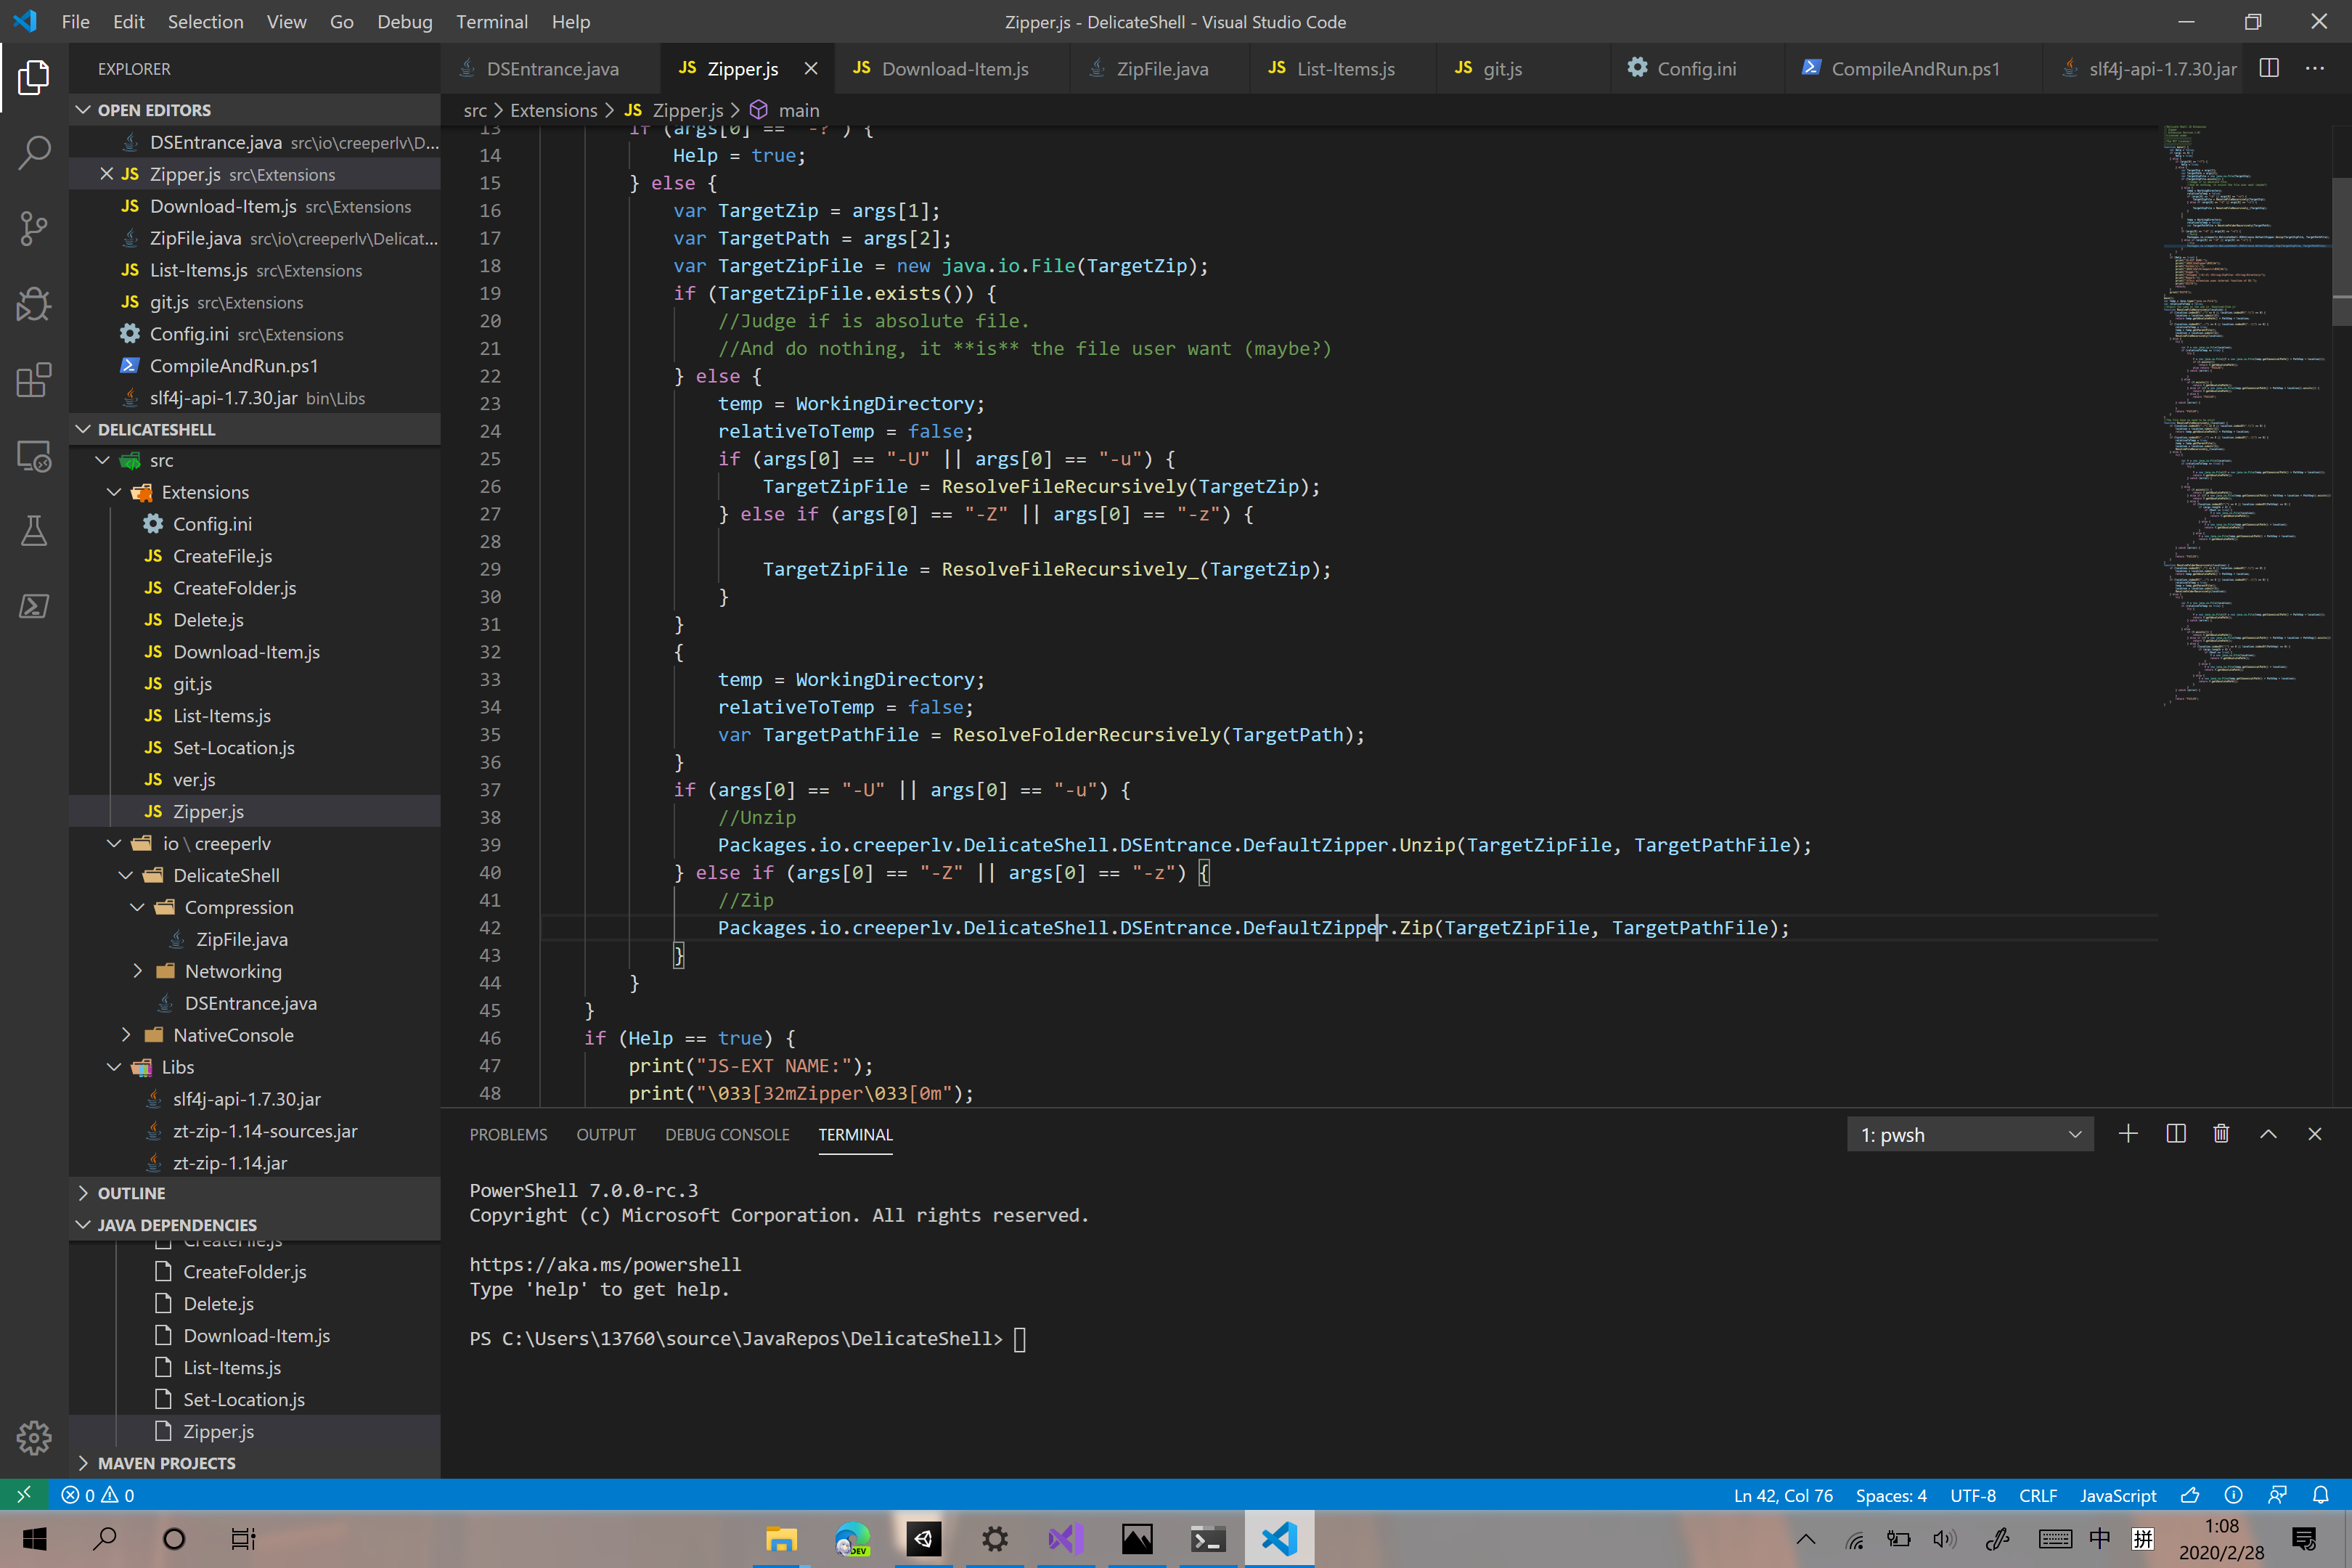 File Edit Selection View Go Debug Terminal Help
Zipper.js - DelicateShell - Visual Studio Code
EXPLORER
OPEN EDITORS
DSEntrance.java src\io\creeperlv\D...
JS Zipper.js src\Extensions
JS Download-Item.js src\Extensions
ZipFile.java src\io\creeperlv\Delicat...
JS List-Items.js src\Extensions
JS git.js src\Extensions
Config.ini src\Extensions
CompileAndRun.ps1
slf4j-api-1.7.30.jar bin\Libs
DELICATESHELL
src
Extensions
Config.ini
JS CreateFile.js
JS CreateFolder.js
JS Delete.js
JS Download-Item.js
JS git.js
JS List-Items.js
JS Set-Location.js
JS ver.js
JS Zipper.js
io \ creeperlv
DelicateShell
Compression
ZipFile.java
Networking
DSEntrance.java
NativeConsole
Libs
slf4j-api-1.7.30.jar
zt-zip-1.14-sources.jar
zt-zip-1.14.jar
OUTLINE
JAVA DEPENDENCIES
CreateFile.js
CreateFolder.js
Delete.js
Download-Item.js
List-Items.js
Set-Location.js
Zipper.js
MAVEN PROJECTS
DSEntrance.java JS Zipper.js JS Download-Item.js ZipFile.java JS List-Items.js JS git.js Config.ini CompileAndRun.ps1 slf4j-api-1.7.30.jar
src > Extensions > JS Zipper.js > main
13 if (args[0] == "-?") {
14 Help = true;
15 } else {
16 var TargetZip = args[1];
17 var TargetPath = args[2];
18 var TargetZipFile = new java.io.File(TargetZip);
19 if (TargetZipFile.exists()) {
20 //Judge if is absolute file.
21 //And do nothing, it **is** the file user want (maybe?)
22 } else {
23 temp = WorkingDirectory;
24 relativeToTemp = false;
25 if (args[0] == "-U" || args[0] == "-u") {
26 TargetZipFile = ResolveFileRecursively(TargetZip);
27 } else if (args[0] == "-Z" || args[0] == "-z") {
28
29 TargetZipFile = ResolveFileRecursively_(TargetZip);
30 }
31 }
32 {
33 temp = WorkingDirectory;
34 relativeToTemp = false;
35 var TargetPathFile = ResolveFolderRecursively(TargetPath);
36 }
37 if (args[0] == "-U" || args[0] == "-u") {
38 //Unzip
39 Packages.io.creeperlv.DelicateShell.DSEntrance.DefaultZipper.Unzip(TargetZipFile, TargetPathFile);
40 } else if (args[0] == "-Z" || args[0] == "-z") {
41 //Zip
42 Packages.io.creeperlv.DelicateShell.DSEntrance.DefaultZipper.Zip(TargetZipFile, TargetPathFile);
43 }
44 }
45 }
46 if (Help == true) {
47 print("JS-EXT NAME:");
48 print("\033[32mZipper\033[0m");
PROBLEMS OUTPUT DEBUG CONSOLE TERMINAL
1: pwsh
PowerShell 7.0.0-rc.3
Copyright (c) Microsoft Corporation. All rights reserved.
https://aka.ms/powershell
Type 'help' to get help.
PS C:\Users\13760\source\JavaRepos\DelicateShell>
0 0
Ln 42, Col 76 Spaces: 4 UTF-8 CRLF JavaScript
DEV
中 拼
1:08
2020/2/28